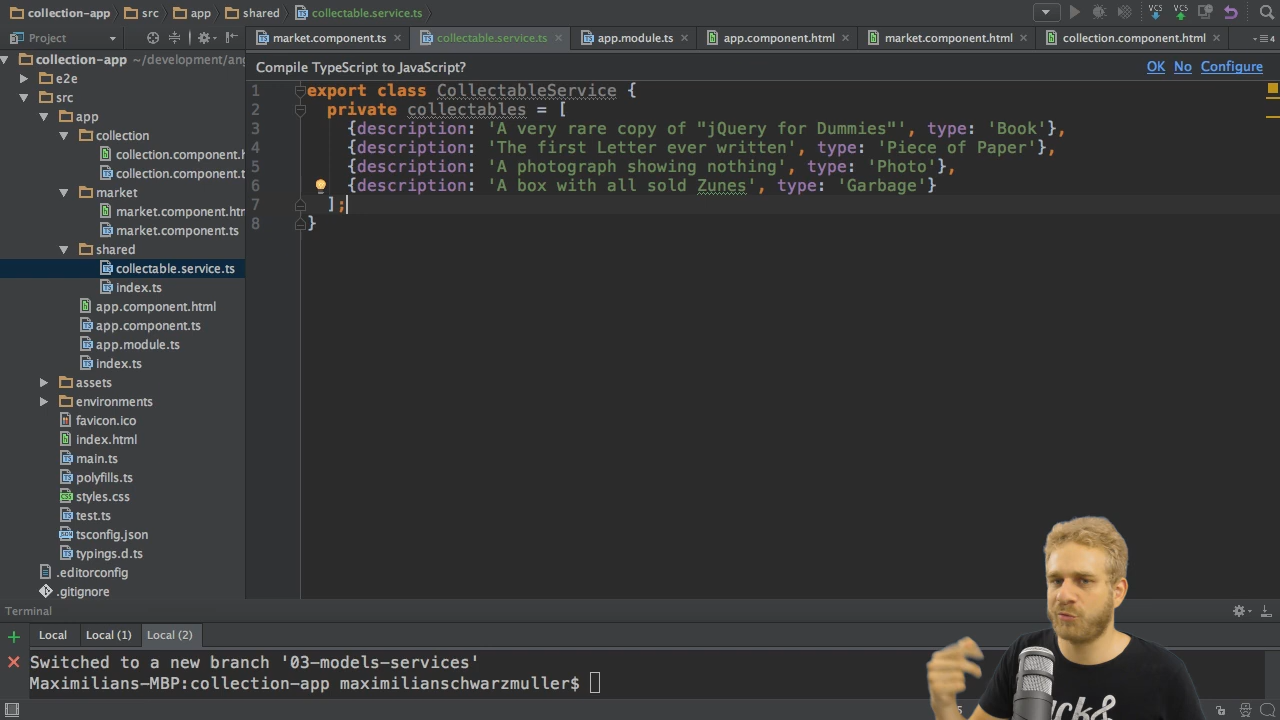 collection-app src app shared collectable.service.ts
Project
market.component.ts collectable.service.ts app.module.ts app.component.html market.component.html collection.component.html
4
collection-app ~/development/an
e2e
src
app
collection
collection.component.h
collection.component.
market
market.component.htm
market.component.ts
shared
collectable.service.ts
index.ts
app.component.html
app.component.ts
app.module.ts
index.ts
assets
environments
favicon.ico
index.html
main.ts
polyfills.ts
styles.css
test.ts
tsconfig.json
typings.d.ts
.editorconfig
.gitignore
Compile TypeScript to JavaScript? OK No Configure
1 export class CollectableService {
2 private collectables = [
3 {description: 'A very rare copy of "jQuery for Dummies"', type: 'Book'},
4 {description: 'The first Letter ever written', type: 'Piece of Paper'},
5 {description: 'A photograph showing nothing', type: 'Photo'},
6 {description: 'A box with all sold Zunes', type: 'Garbage'}
7 ];
8 }
Terminal
Local Local (1) Local (2)
Switched to a new branch '03-models-services'
Maximilians-MBP:collection-app maximilianschwarzmuller$